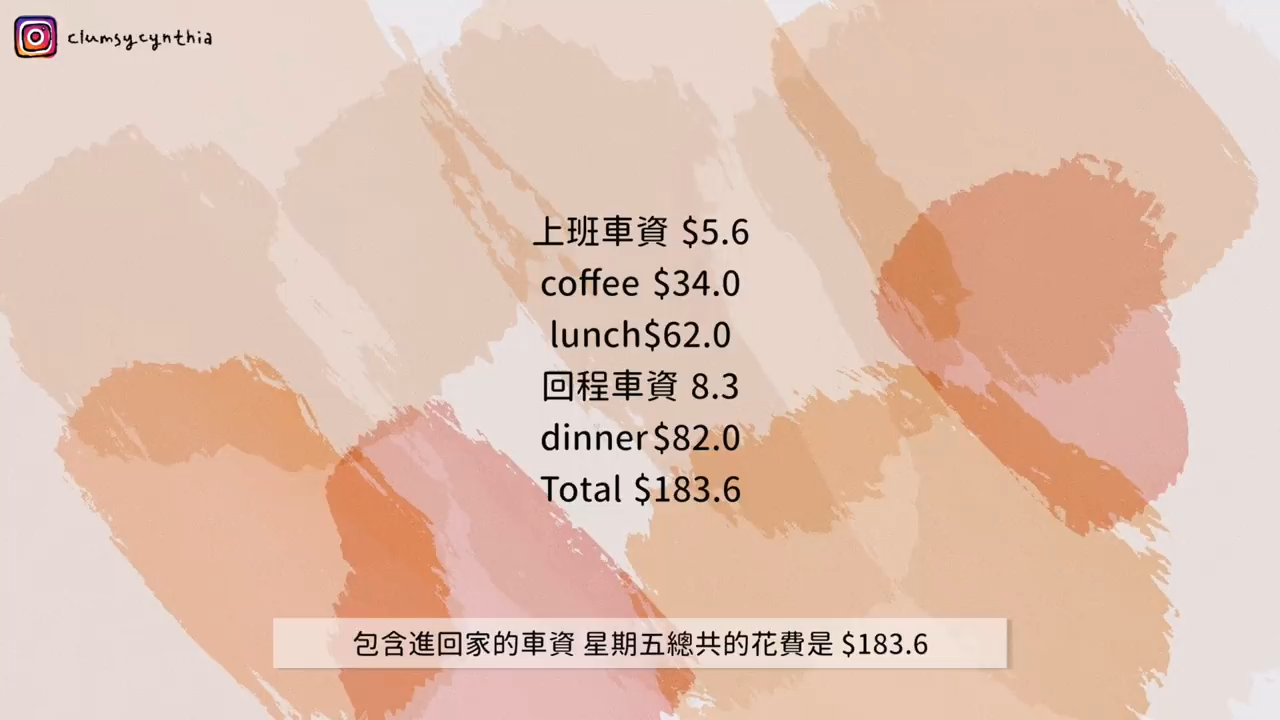 clumsy.cynthia
上班車資 $5.6
coffee $34.0
lunch$62.0
回程車資 8.3
dinner$82.0
Total $183.6
包含進回家的車資 星期五總共的花費是 $183.6